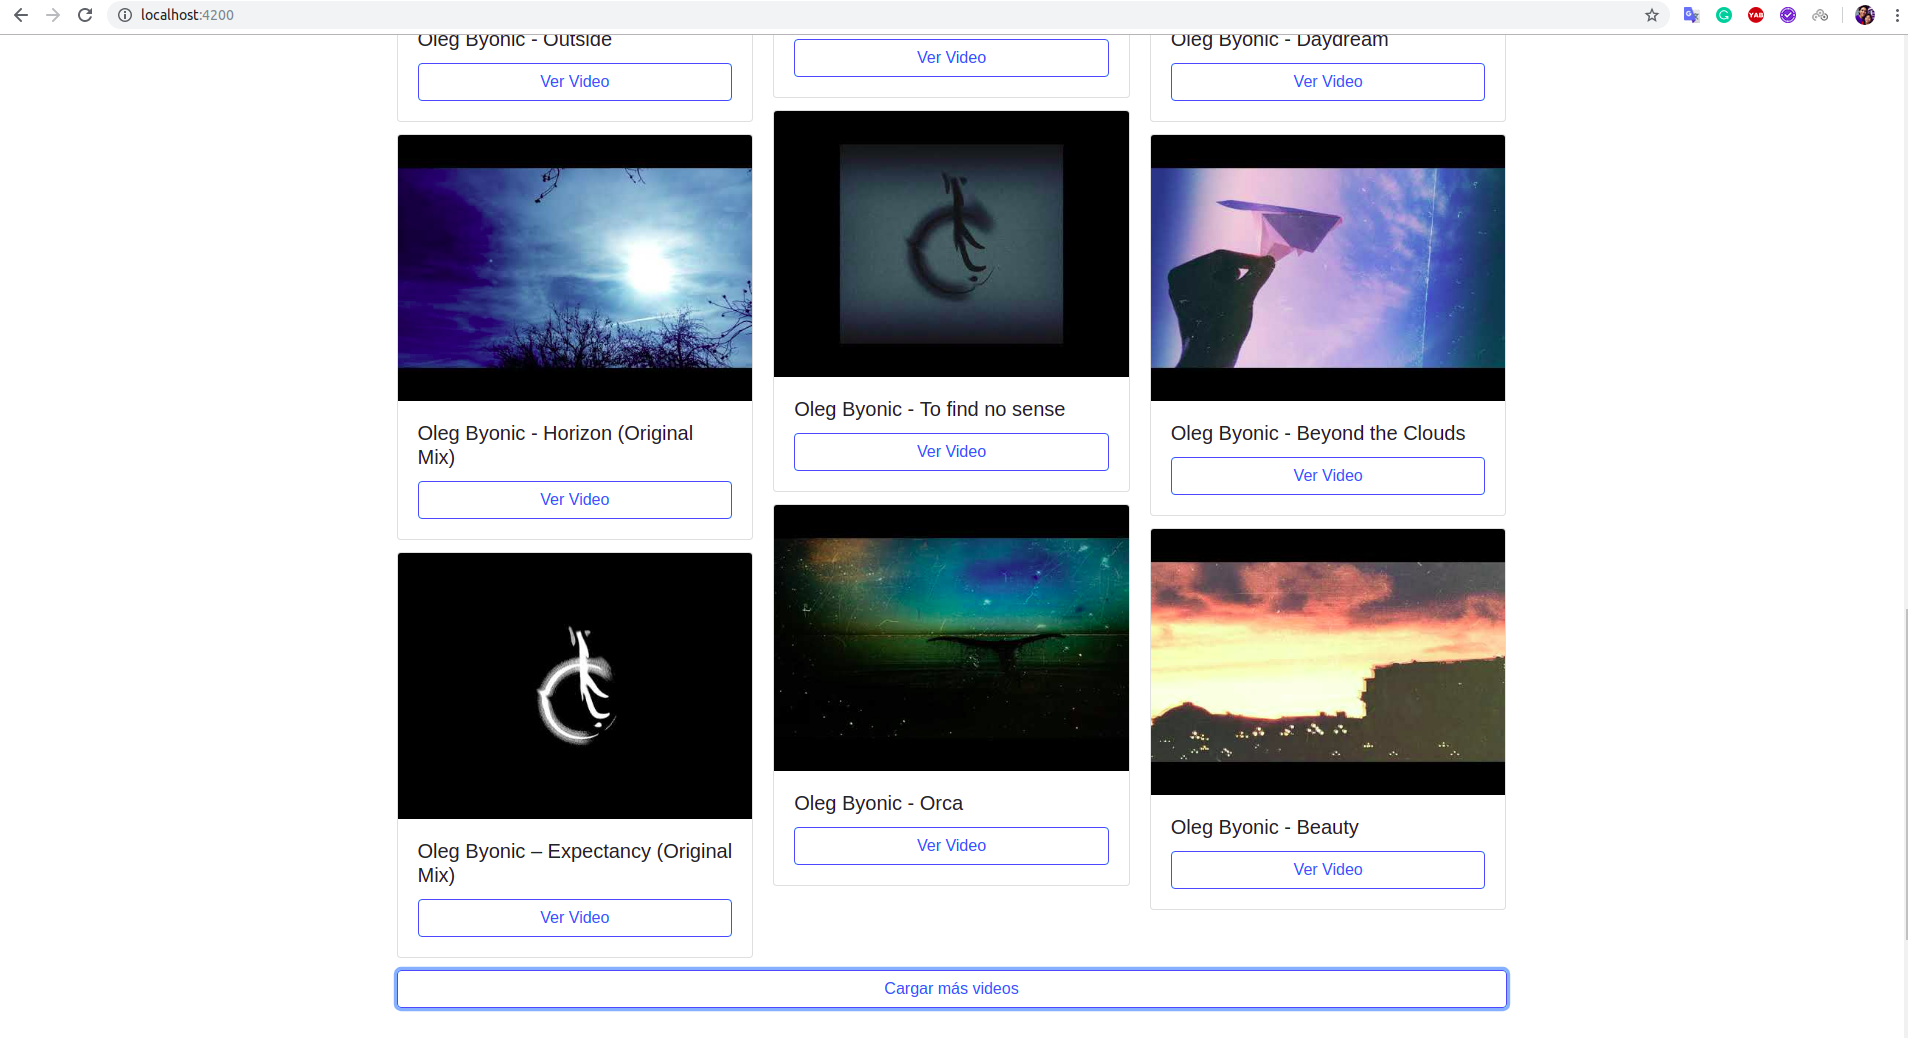 localhost:4200
Oleg Byonic - Outside
Ver Video
Ver Video
Oleg Byonic - Daydream
Ver Video
Oleg Byonic - Horizon (Original
Mix)
Ver Video
Oleg Byonic - To find no sense
Ver Video
Oleg Byonic - Beyond the Clouds
Ver Video
Oleg Byonic – Expectancy (Original
Mix)
Ver Video
Oleg Byonic - Orca
Ver Video
Oleg Byonic - Beauty
Ver Video
Cargar más videos